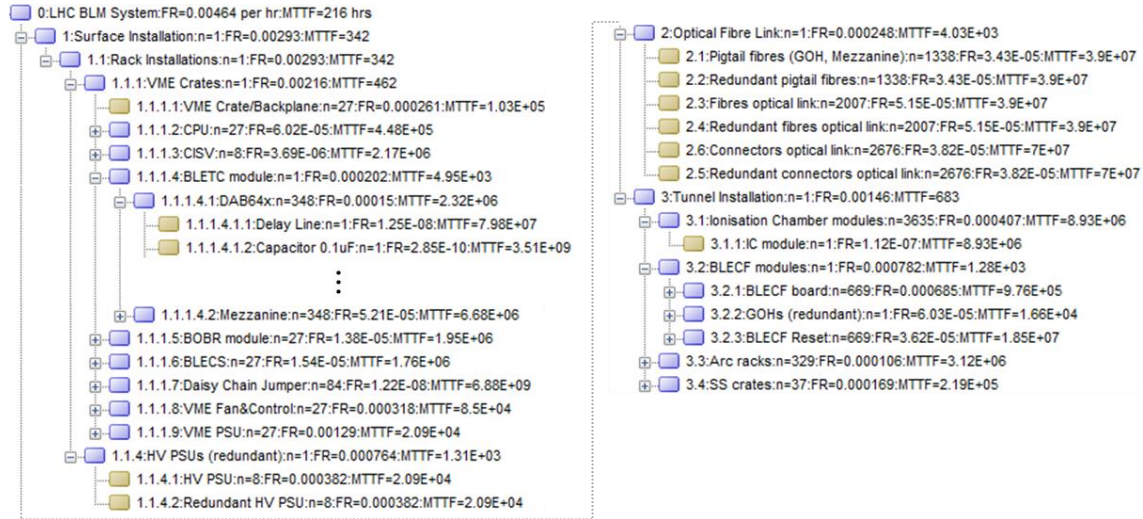 0:LHC BLM System:FR=0.00464 per hr:MTTF=216 hrs
1:Surface Installation:n=1:FR=0.00293:MTTF=342
1.1:Rack Installations:n=1:FR=0.00293:MTTF=342
1.1.1:VME Crates:n=1:FR=0.00216:MTTF=462
1.1.1.1:VME Crate/Backplane:n=27:FR=0.000261:MTTF=1.03E+05
1.1.1.2:CPU:n=27:FR=6.02E-05:MTTF=4.48E+05
1.1.1.3:CISV:n=8:FR=3.69E-06:MTTF=2.17E+06
1.1.1.4:BLETC module:n=1:FR=0.000202:MTTF=4.95E+03
1.1.1.4.1:DAB64x:n=348:FR=0.00015:MTTF=2.32E+06
1.1.1.4.1.1:Delay Line:n=1:FR=1.25E-08:MTTF=7.98E+07
1.1.1.4.1.2:Capacitor 0.1uF:n=1:FR=2.85E-10:MTTF=3.51E+09
1.1.1.4.2:Mezzanine:n=348:FR=5.21E-05:MTTF=6.68E+06
1.1.1.5:BOBR module:n=27:FR=1.38E-05:MTTF=1.95E+06
1.1.1.6:BLECS:n=27:FR=1.54E-05:MTTF=1.76E+06
1.1.1.7:Daisy Chain Jumper:n=84:FR=1.22E-08:MTTF=6.88E+09
1.1.1.8:VME Fan&Control:n=27:FR=0.000318:MTTF=8.5E+04
1.1.1.9:VME PSU:n=27:FR=0.00129:MTTF=2.09E+04
1.1.4:HV PSUs (redundant):n=1:FR=0.000764:MTTF=1.31E+03
1.1.4.1:HV PSU:n=8:FR=0.000382:MTTF=2.09E+04
1.1.4.2:Redundant HV PSU:n=8:FR=0.000382:MTTF=2.09E+04
2:Optical Fibre Link:n=1:FR=0.000248:MTTF=4.03E+03
2.1:Pigtail fibres (GOH, Mezzanine):n=1338:FR=3.43E-05:MTTF=3.9E+07
2.2:Redundant pigtail fibres:n=1338:FR=3.43E-05:MTTF=3.9E+07
2.3:Fibres optical link:n=2007:FR=5.15E-05:MTTF=3.9E+07
2.4:Redundant fibres optical link:n=2007:FR=5.15E-05:MTTF=3.9E+07
2.6:Connectors optical link:n=2676:FR=3.82E-05:MTTF=7E+07
2.5:Redundant connectors optical link:n=2676:FR=3.82E-05:MTTF=7E+07
3:Tunnel Installation:n=1:FR=0.00146:MTTF=683
3.1:Ionisation Chamber modules:n=3635:FR=0.000407:MTTF=8.93E+06
3.1.1:IC module:n=1:FR=1.12E-07:MTTF=8.93E+06
3.2:BLECF modules:n=1:FR=0.000782:MTTF=1.28E+03
3.2.1:BLECF board:n=669:FR=0.000685:MTTF=9.76E+05
3.2.2:GOHs (redundant):n=1:FR=6.03E-05:MTTF=1.66E+04
3.2.3:BLECF Reset:n=669:FR=3.62E-05:MTTF=1.85E+07
3.3:Arc racks:n=329:FR=0.000106:MTTF=3.12E+06
3.4:SS crates:n=37:FR=0.000169:MTTF=2.19E+05